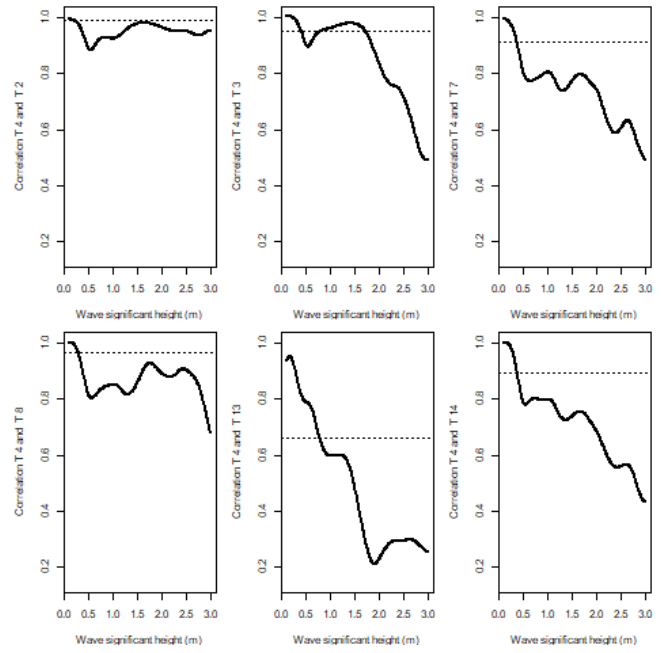 Correlation T 4 and T 2
1.0
0.8
0.6
0.4
0.2
0.0 0.5 1.0 1.5 2.0 2.5 3.0
Wave significant height (m)
Correlation T 4 and T 3
1.0
0.8
0.6
0.4
0.2
0.0 0.5 1.0 1.5 2.0 2.5 3.0
Wave significant height (m)
Correlation T 4 and T 7
1.0
0.8
0.6
0.4
0.2
0.0 0.5 1.0 1.5 2.0 2.5 3.0
Wave significant height (m)
Correlation T 4 and T 8
1.0
0.8
0.6
0.4
0.2
0.0 0.5 1.0 1.5 2.0 2.5 3.0
Wave significant height (m)
Correlation T 4 and T 13
1.0
0.8
0.6
0.4
0.2
0.0 0.5 1.0 1.5 2.0 2.5 3.0
Wave significant height (m)
Correlation T 4 and T 14
1.0
0.8
0.6
0.4
0.2
0.0 0.5 1.0 1.5 2.0 2.5 3.0
Wave significant height (m)